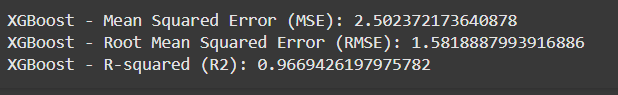 XGBoost - Mean Squared Error (MSE): 2.502372173640878
XGBoost - Root Mean Squared Error (RMSE): 1.5818887993916886
XGBoost - R-squared (R2): 0.9669426197975782